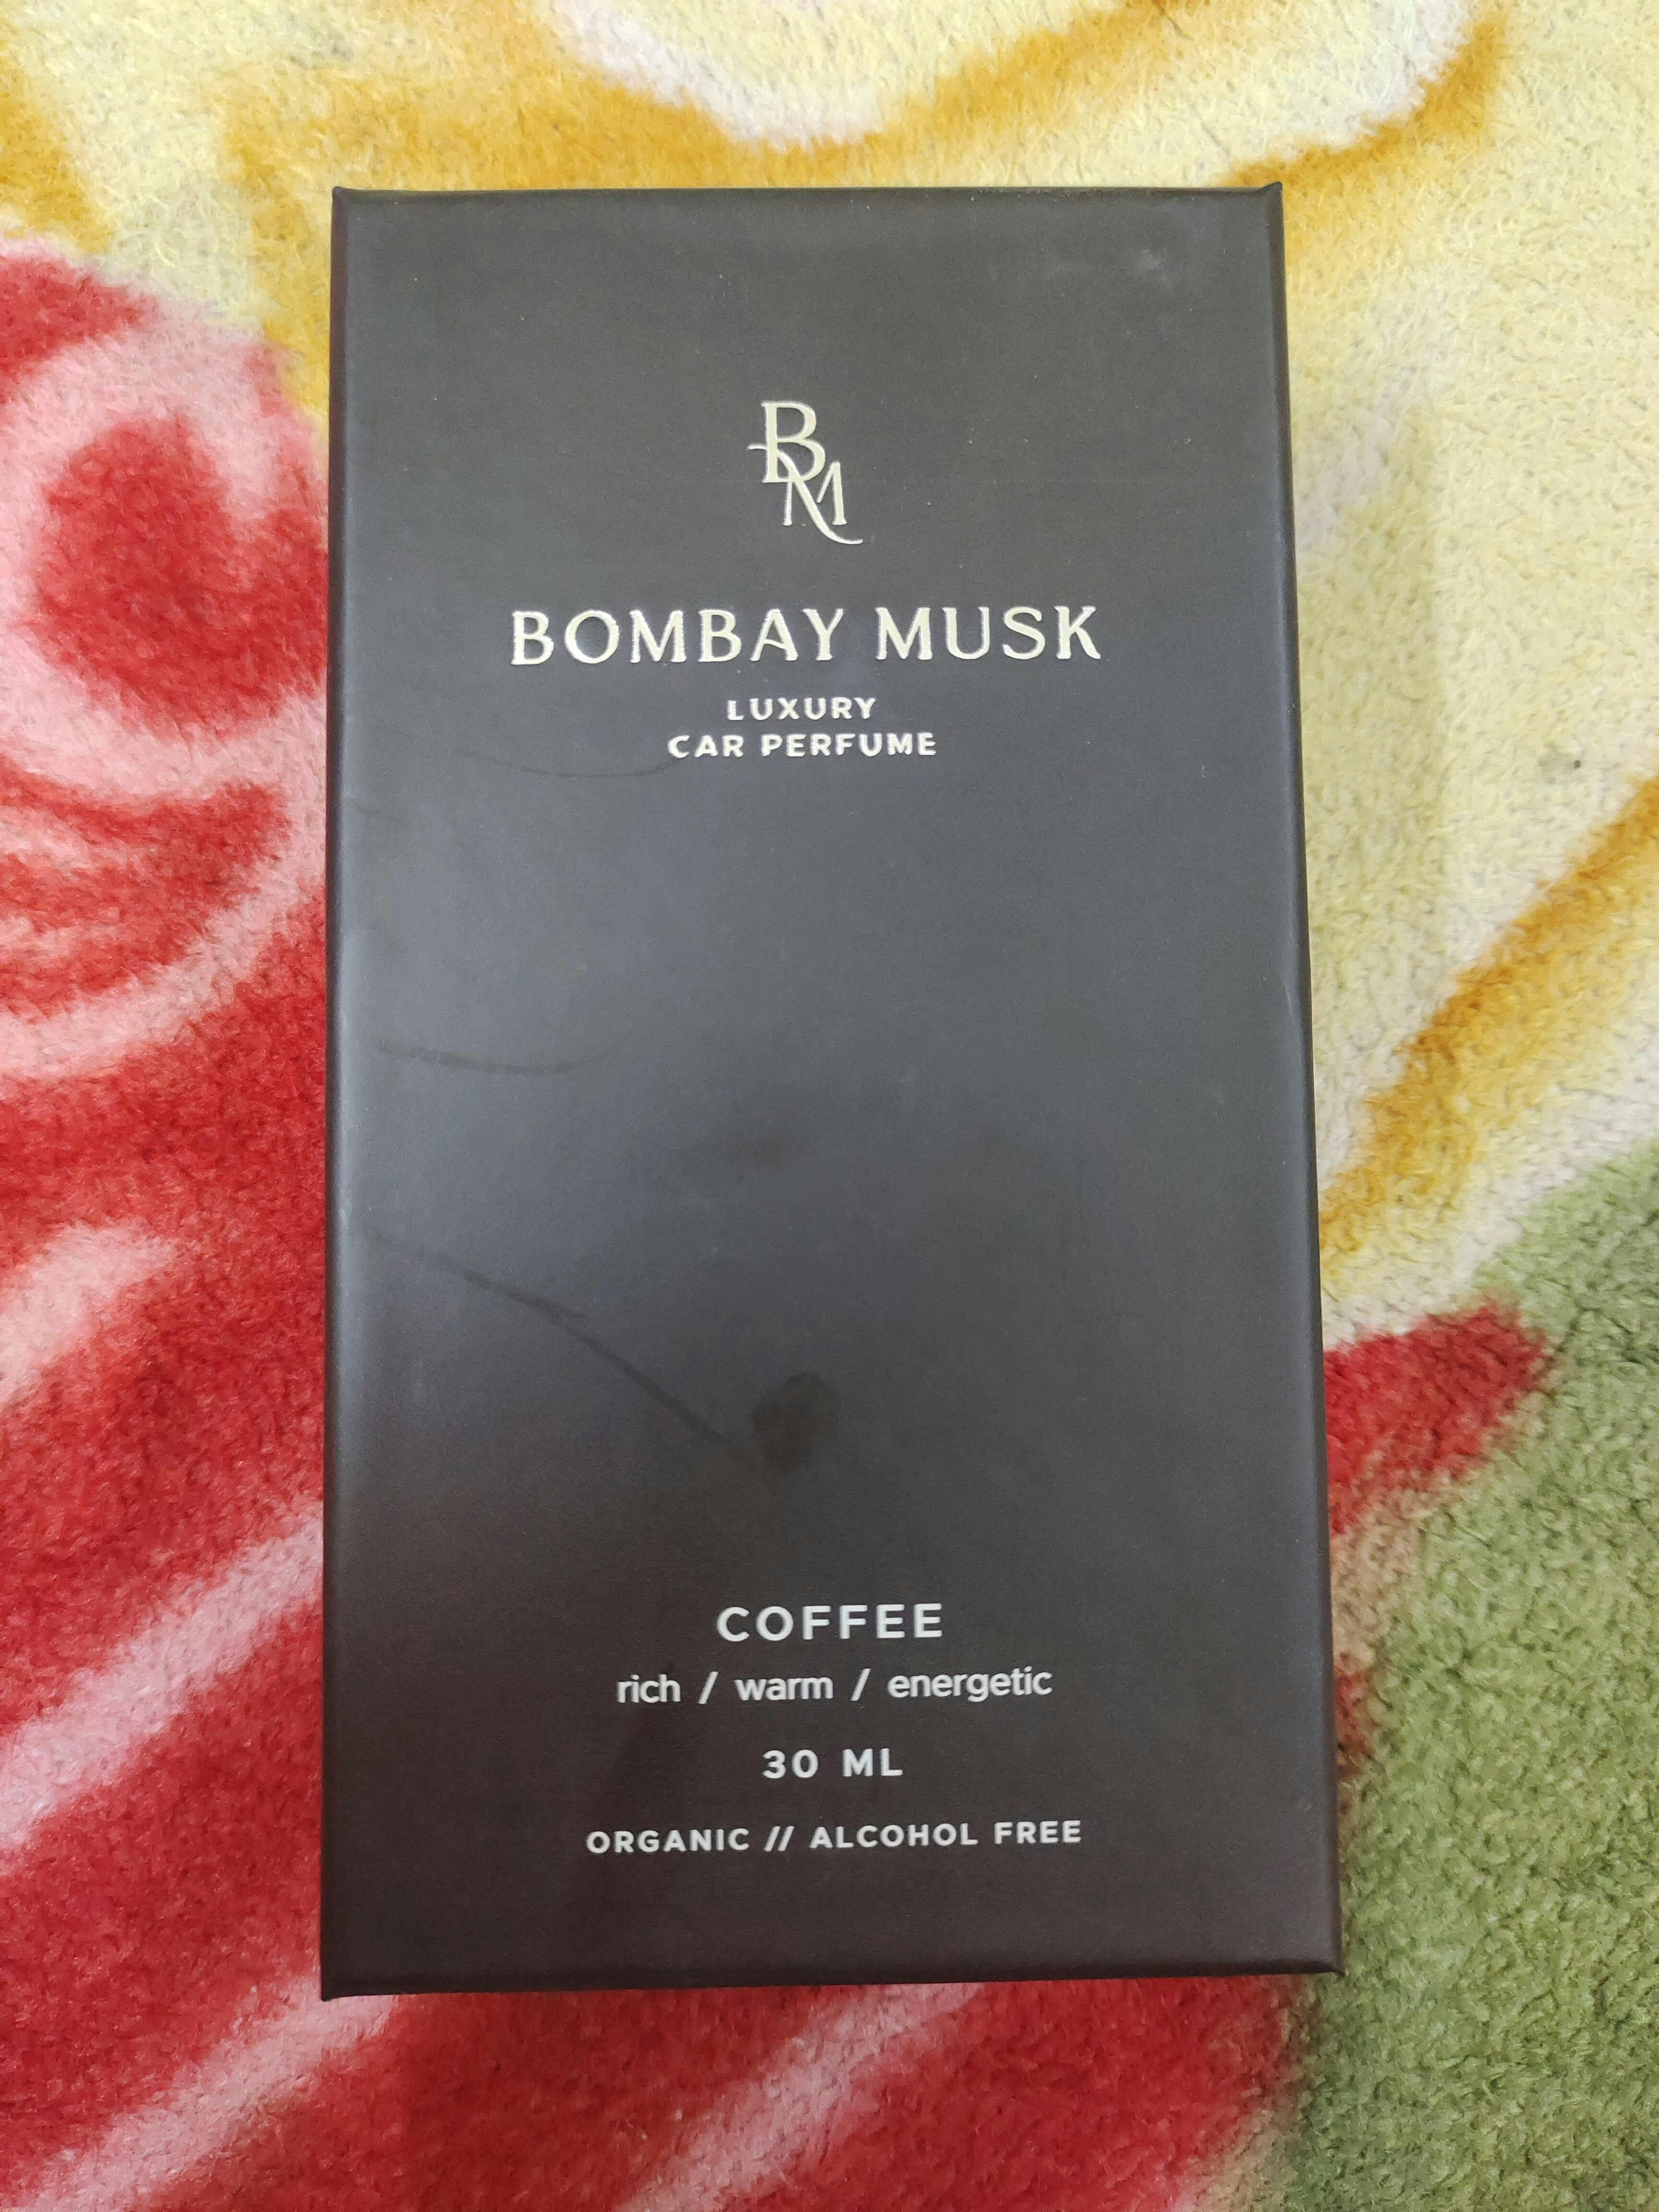 BM
BOMBAY MUSK
LUXURY
CAR PERFUME
COFFEE
rich / warm / energetic
30 ML
ORGANIC // ALCOHOL FREE